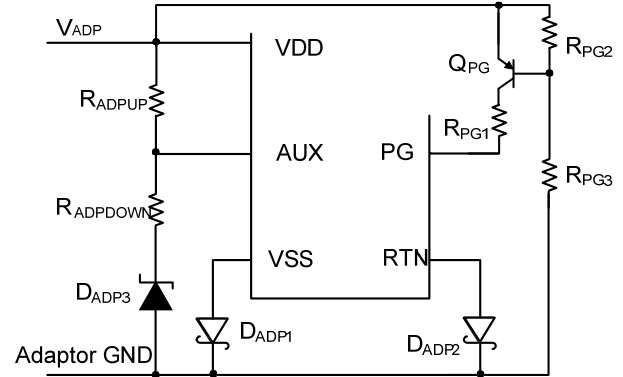 VADP
VDD
QPG
RPG2
RADPUP
RPG1
AUX
PG
RPG3
RADPDOWN
VSS
RTN
DADP3
DADP1
DADP2
Adaptor GND